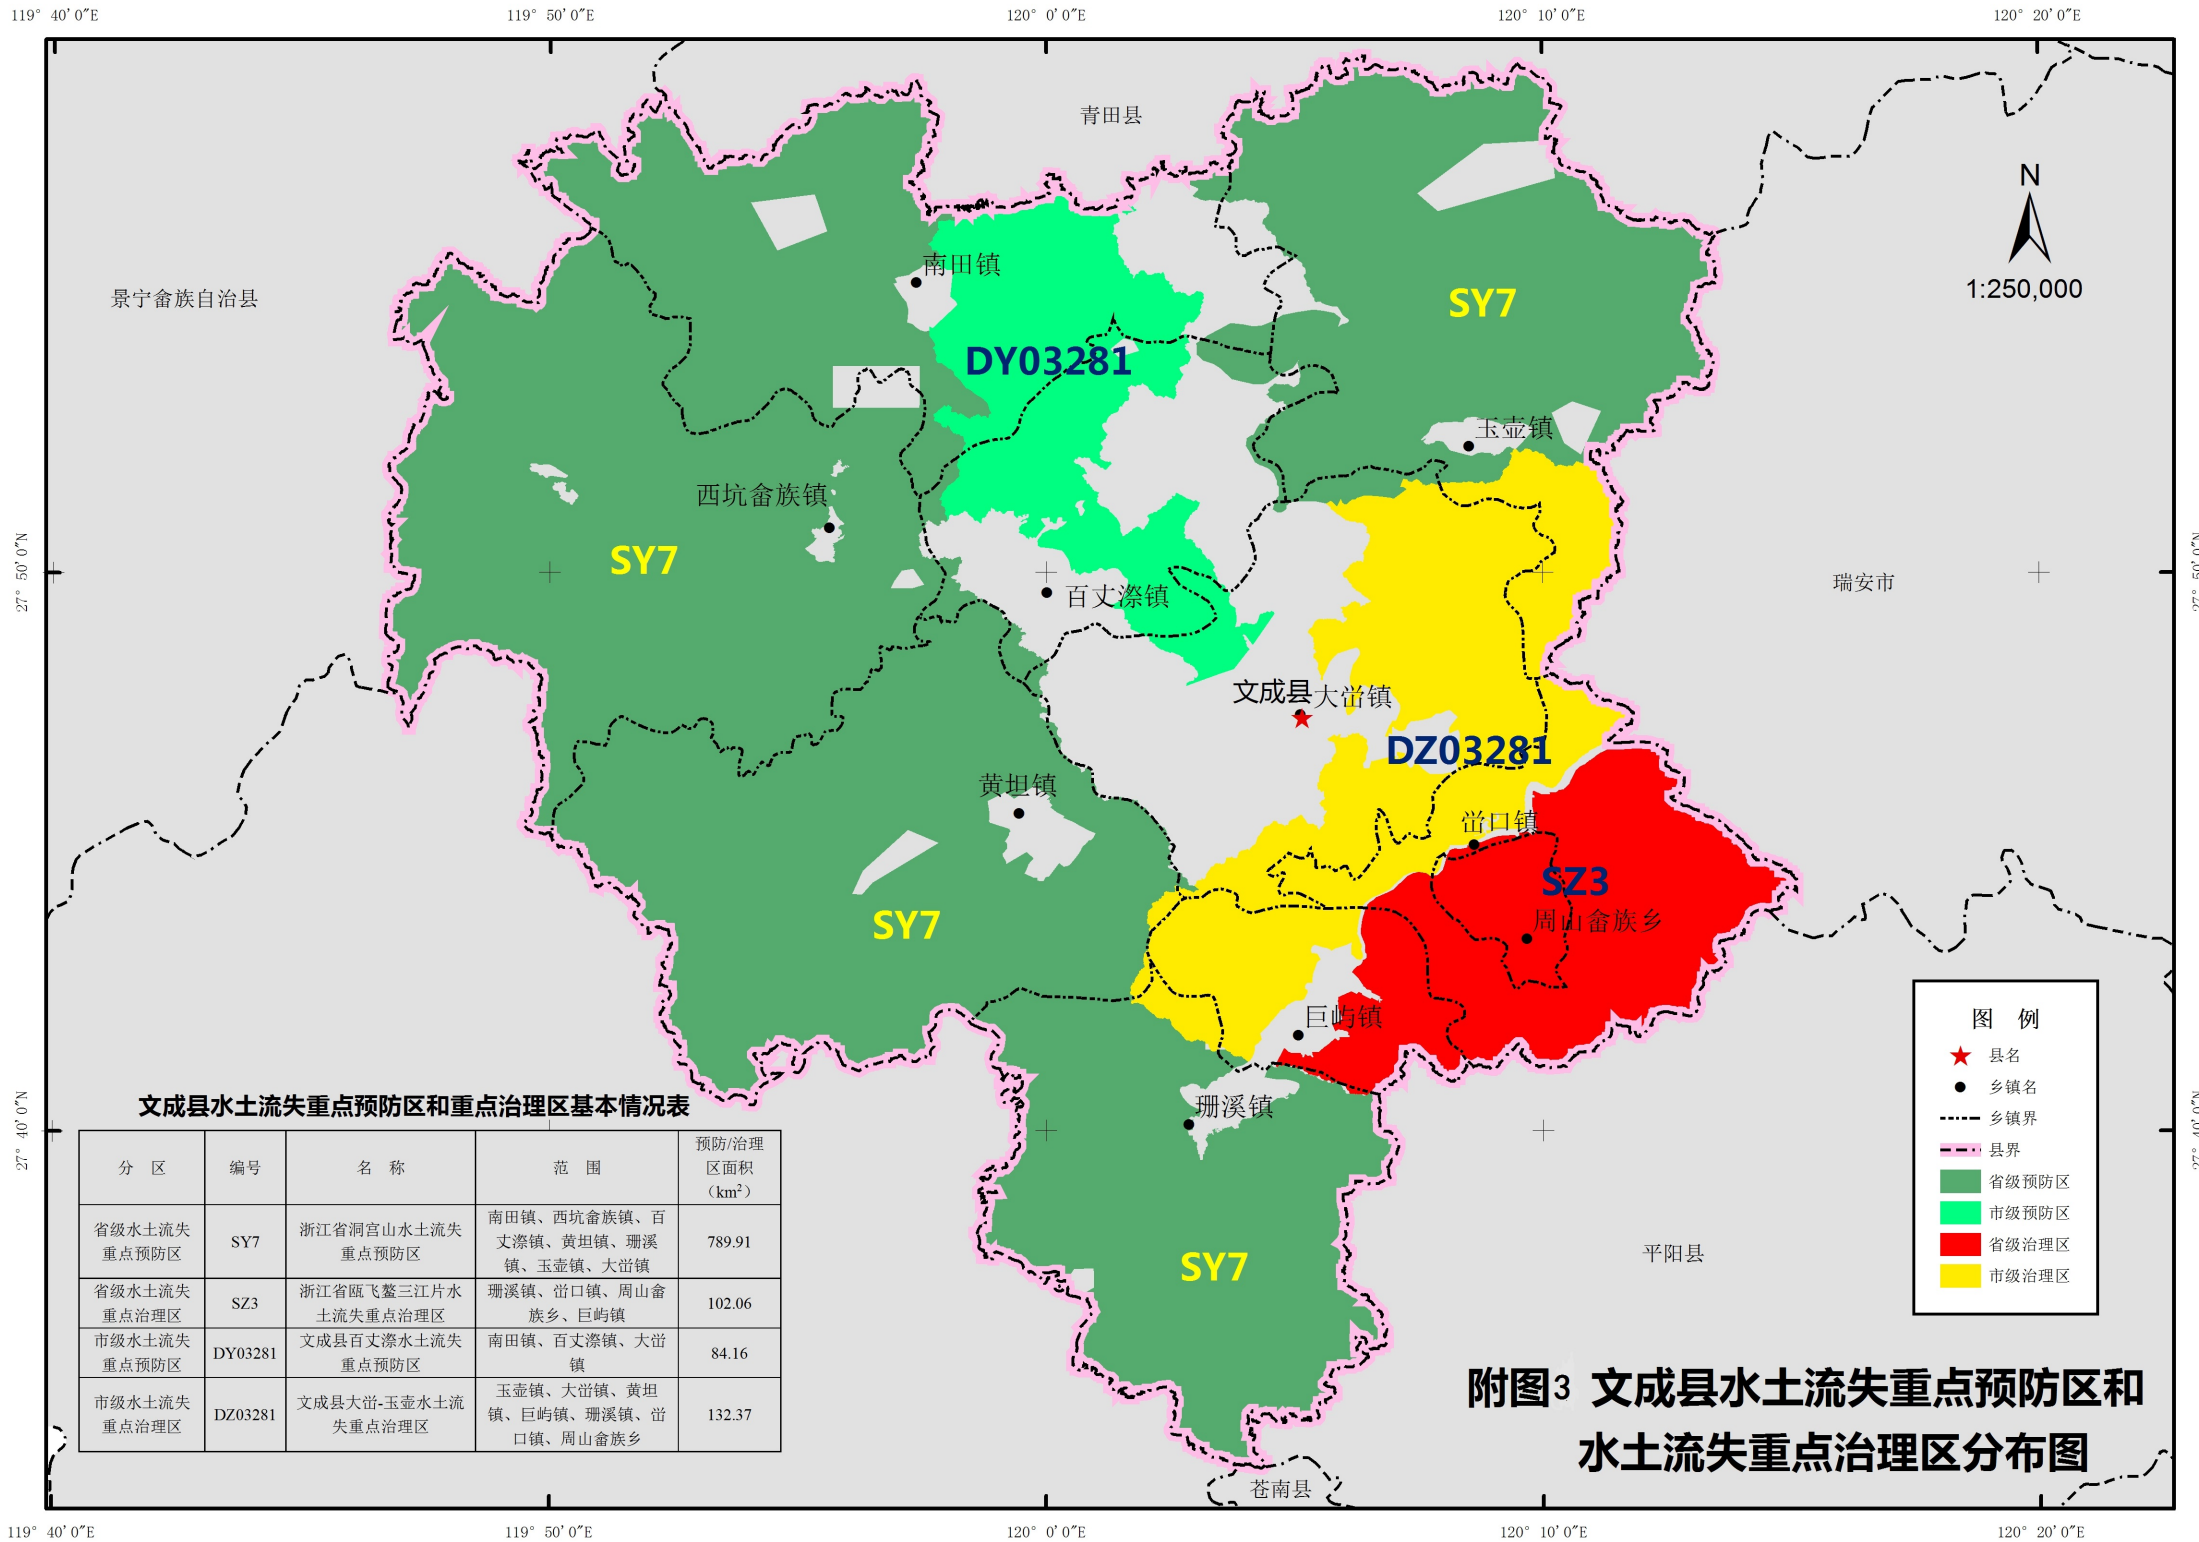 119° 40′0″E
119° 50′0″E
120° 0′0″E
120° 10′0″E
120° 20′0″E
青田县
N
1:250,000
景宁畲族自治县
南田镇
SY7
DY03281
玉壶镇
西坑畲族镇
SY7
27° 50′0″N
27° 50′0″N
瑞安市
百丈漈镇
文成县
大峃镇
DZ03281
黄坦镇
峃口镇
SZ3
周山畲族乡
SY7
巨屿镇
珊溪镇
27° 40′0″N
27° 40′0″N
SY7
平阳县
苍南县
图 例
县名
乡镇名
乡镇界
县界
省级预防区
市级预防区
省级治理区
市级治理区
文成县水土流失重点预防区和重点治理区基本情况表
分 区 编号 名 称 范 围 预防/治理
区面积
（km²）
省级水土流失
重点预防区
SY7
浙江省洞宫山水土流失
重点预防区
南田镇、西坑畲族镇、百
丈漈镇、黄坦镇、珊溪
镇、玉壶镇、大峃镇
789.91
省级水土流失
重点治理区
SZ3
浙江省瓯飞鳌三江片水
土流失重点治理区
珊溪镇、峃口镇、周山畲
族乡、巨屿镇
102.06
市级水土流失
重点预防区
DY03281
文成县百丈漈水土流失
重点预防区
南田镇、百丈漈镇、大峃
镇
84.16
市级水土流失
重点治理区
DZ03281
文成县大峃-玉壶水土流
失重点治理区
玉壶镇、大峃镇、黄坦
镇、巨屿镇、珊溪镇、峃
口镇、周山畲族乡
132.37
附图3 文成县水土流失重点预防区和
水土流失重点治理区分布图
119° 40′0″E
119° 50′0″E
120° 0′0″E
120° 10′0″E
120° 20′0″E